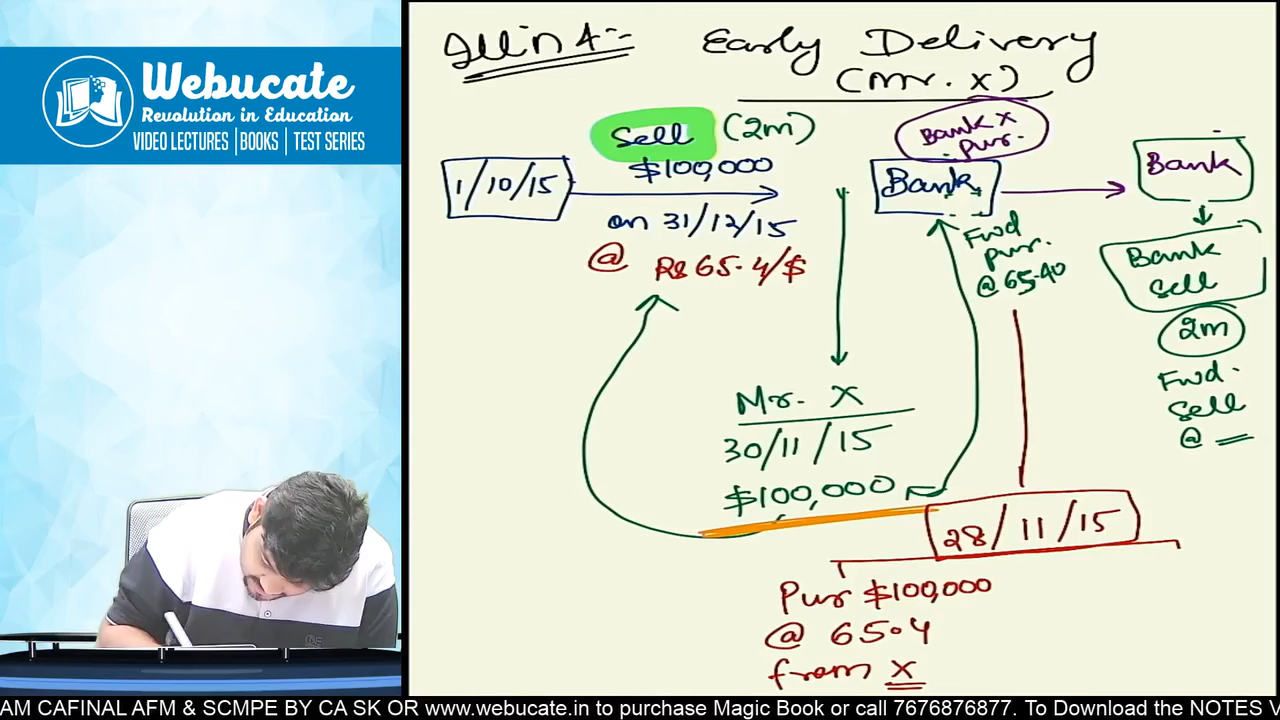 Webucate
Revolution in Education
VIDEO LECTURES | BOOKS | TEST SERIES
Early Delivery
(Mr. X)
Sell (2m)
$100,000
1/10/15
on 31/12/15
@ Rs 65.4/$
Bank X
pur.
Bank
Fwd
pur.
@ 65.40
Bank
Bank
Sell
2m
Fwd.
Sell
@
Mr. X
30/11/15
$100,000
28/11/15
Pur $100,000
@ 65.4
from X
AM CAFINAL AFM & SCMPE BY CA SK OR www.webucate.in to purchase Magic Book or call 7676876877. To Download the NOTES V